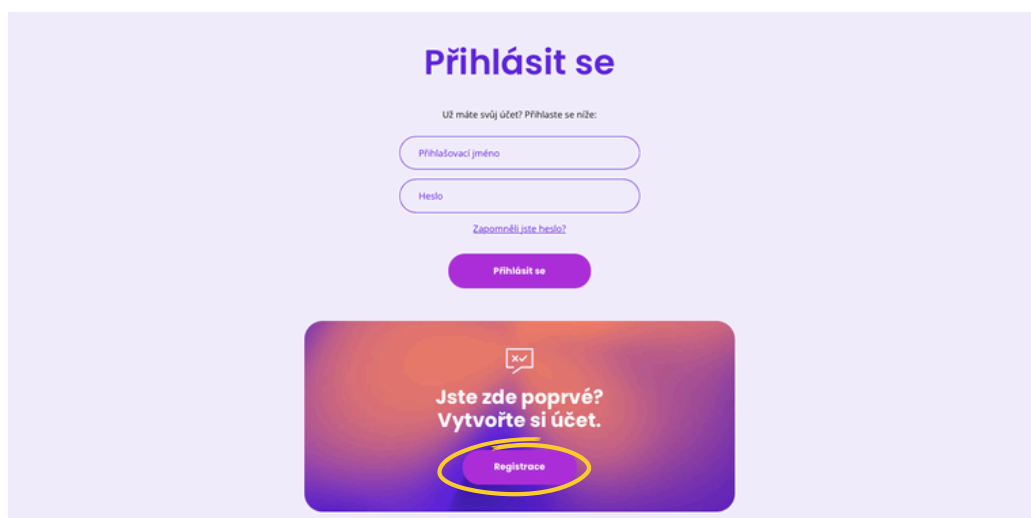 Přihlásit se
Už máte svůj účet? Přihlaste se níže:
Přihlašovací jméno
Heslo
Zapomněli jste heslo?
Přihlásit se
Jste zde poprvé?
Vytvořte si účet.
Registrace